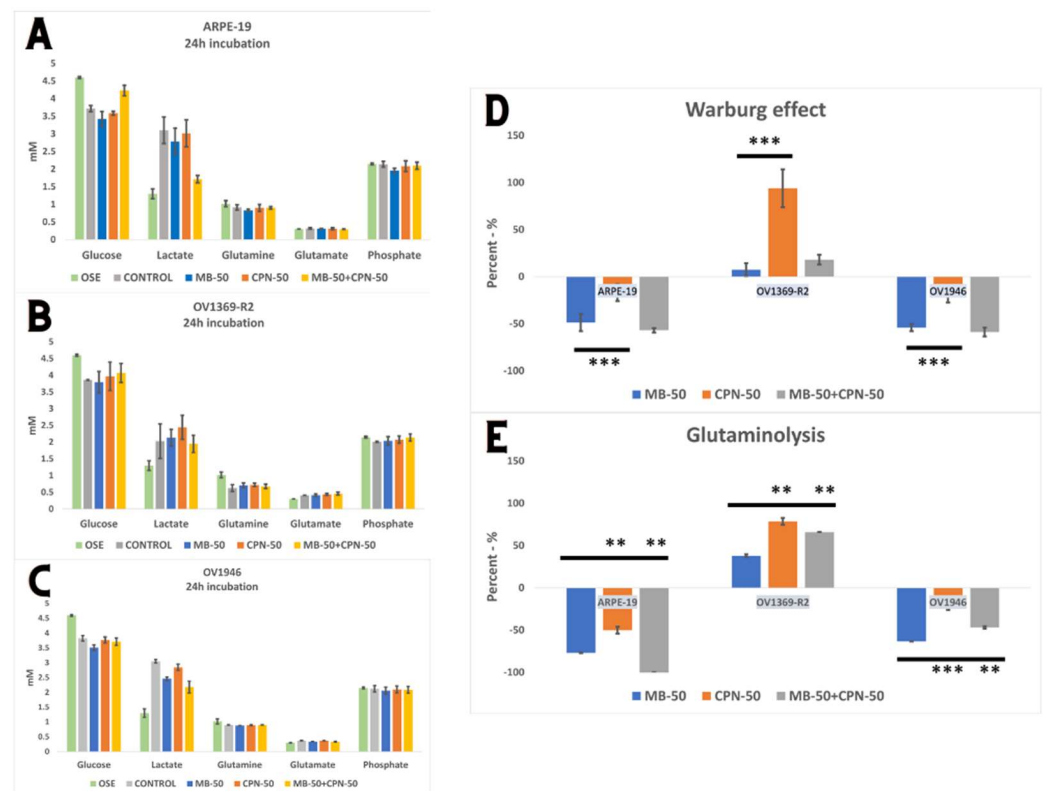 A
ARPE-19
24h incubation
5
4.5
4
3.5
3
2.5
2
1.5
1
0.5
0
mM
Glucose Lactate Glutamine Glutamate Phosphate
OSE CONTROL MB-50 CPN-50 MB-50+CPN-50
B
OV1369-R2
24h incubation
5
4.5
4
3.5
3
2.5
2
1.5
1
0.5
0
mM
Glucose Lactate Glutamine Glutamate Phosphate
OSE CONTROL MB-50 CPN-50 MB-50+CPN-50
C
OV1946
24h incubation
5
4.5
4
3.5
3
2.5
2
1.5
1
0.5
0
mM
Glucose Lactate Glutamine Glutamate Phosphate
OSE CONTROL MB-50 CPN-50 MB-50+CPN-50
D
Warburg effect
150
100
50
0
-50
-100
Percent - %
***
ARPE-19 OV1369-R2 OV1946
*** ***
MB-50 CPN-50 MB-50+CPN-50
E
Glutaminolysis
150
100
50
0
-50
-100
Percent - %
** **
** **
ARPE-19 OV1369-R2 OV1946
*** **
MB-50 CPN-50 MB-50+CPN-50